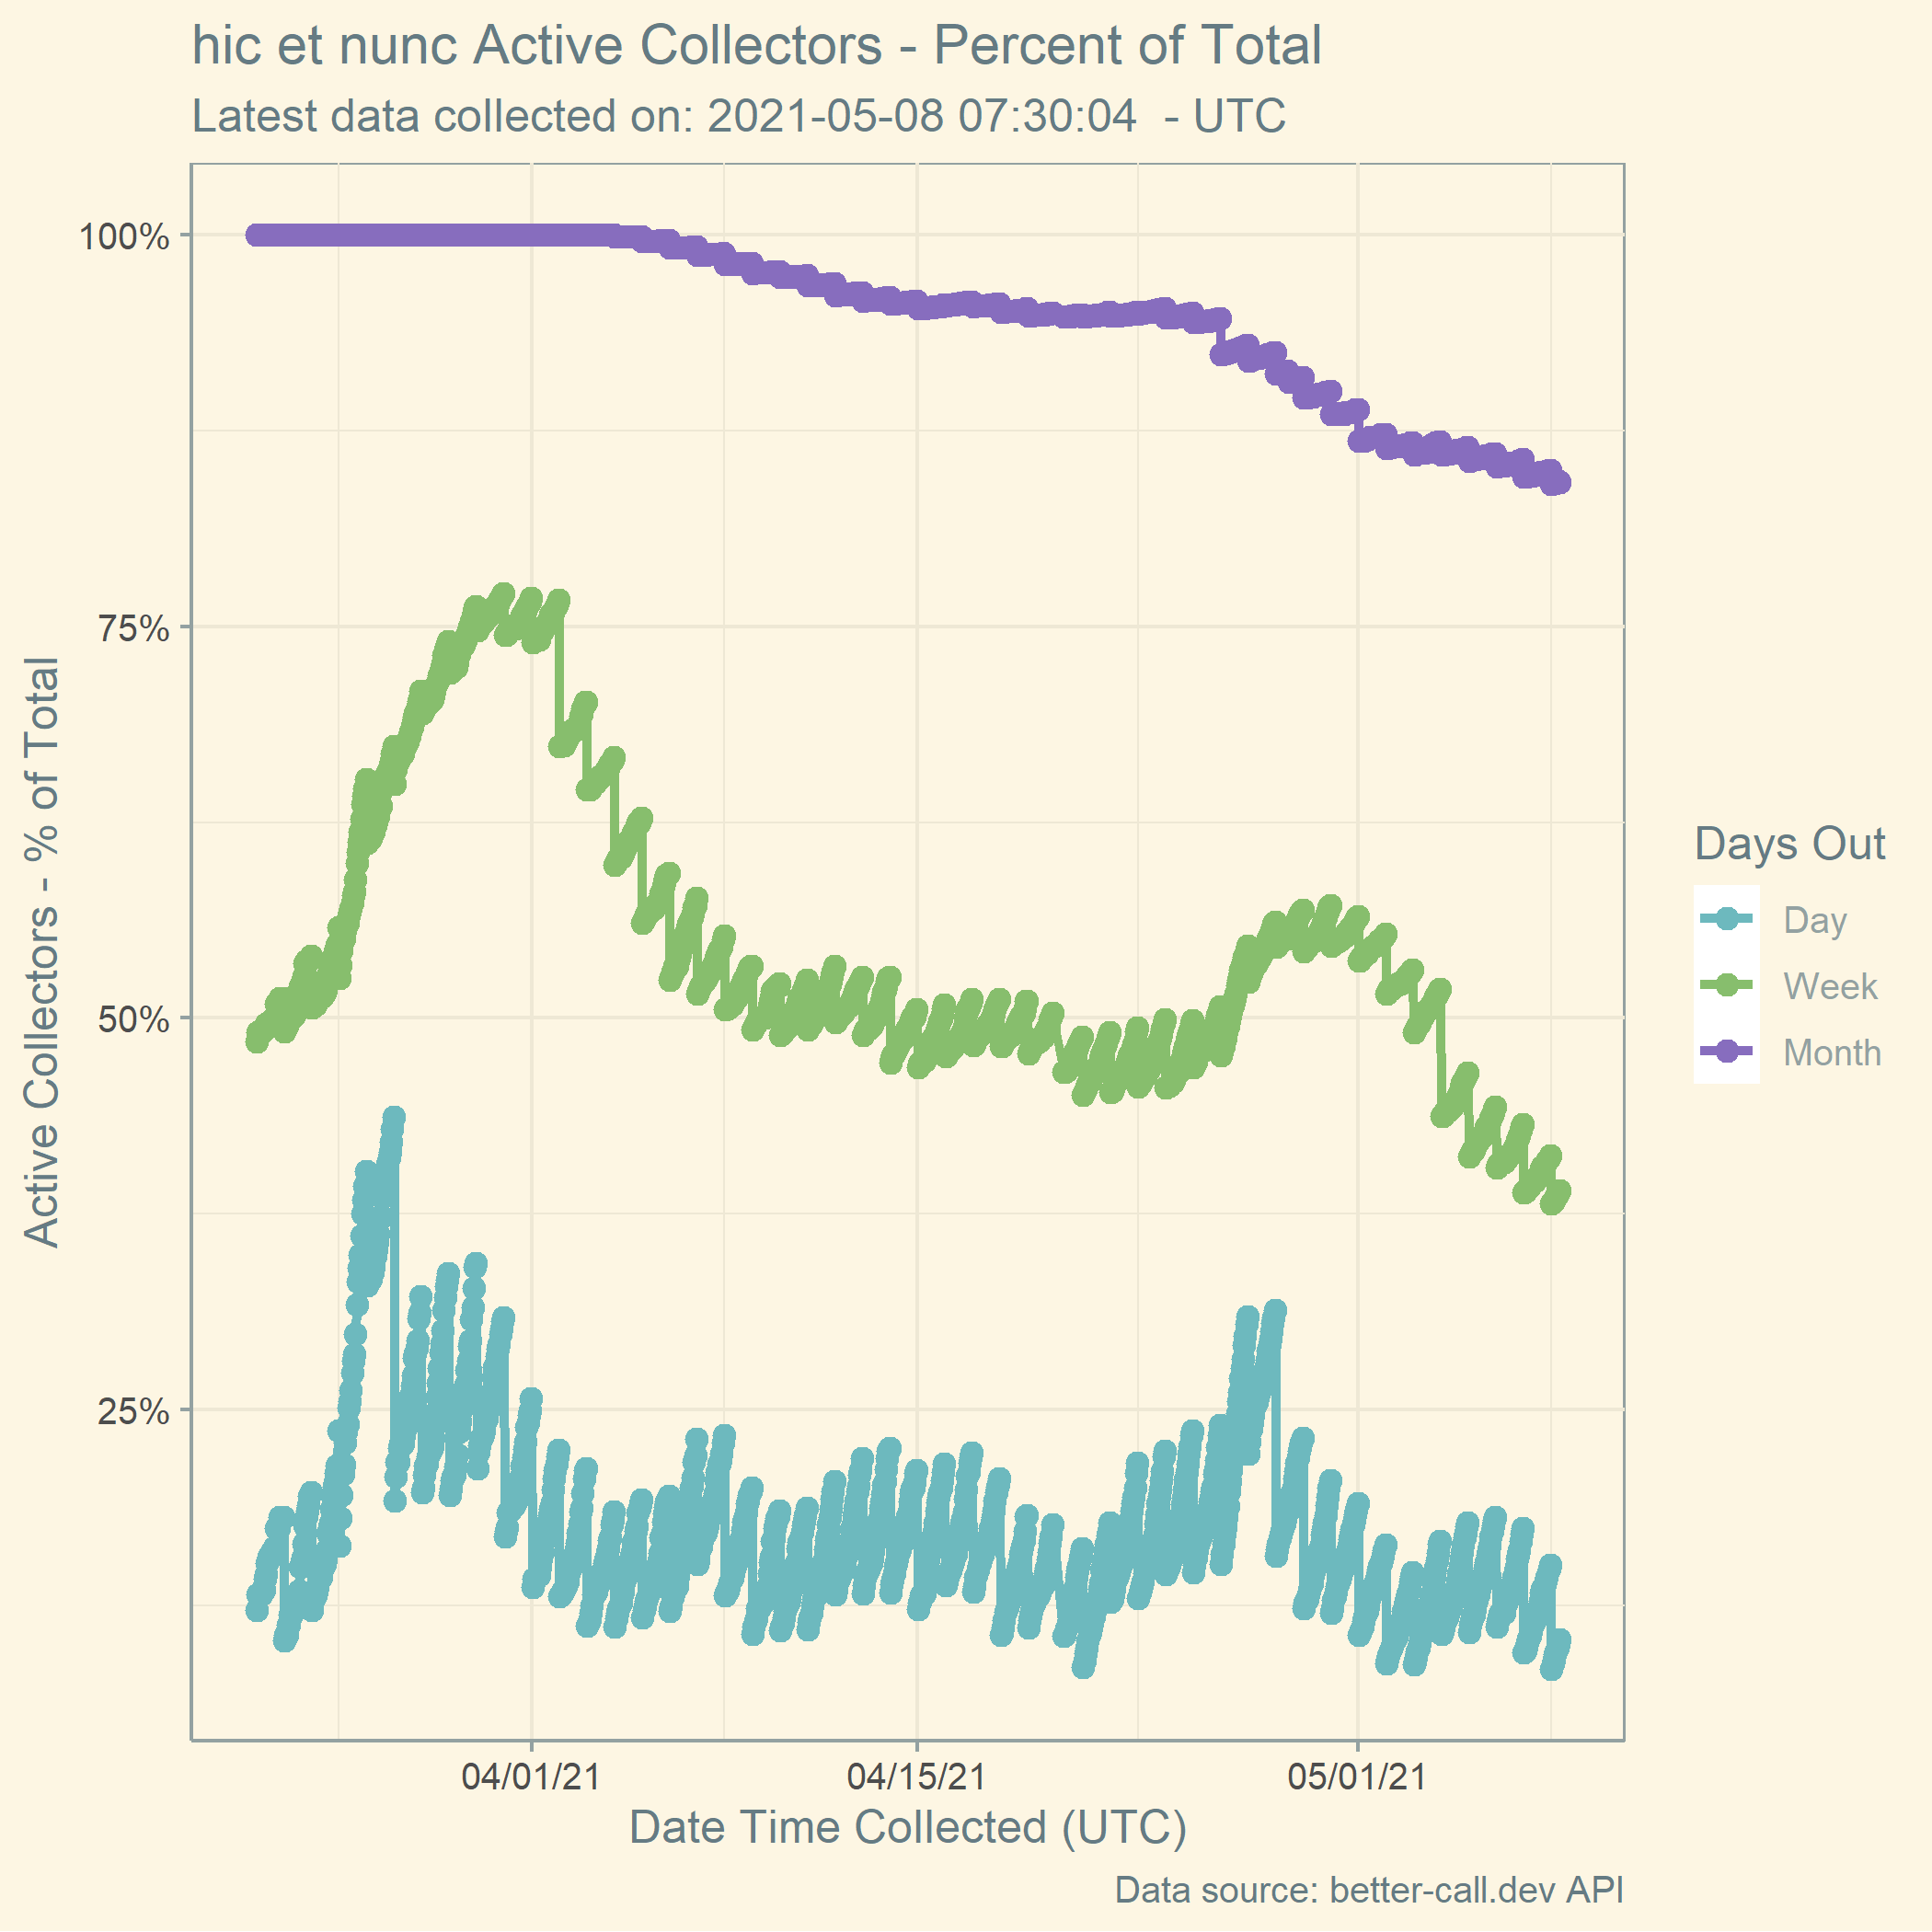 hic et nunc Active Collectors - Percent of Total
Latest data collected on: 2021-05-08 07:30:04  - UTC
Active Collectors - % of Total
100%
75%
50%
25%
04/01/21
04/15/21
05/01/21
Date Time Collected (UTC)
Days Out
Day
Week
Month
Data source: better-call.dev API